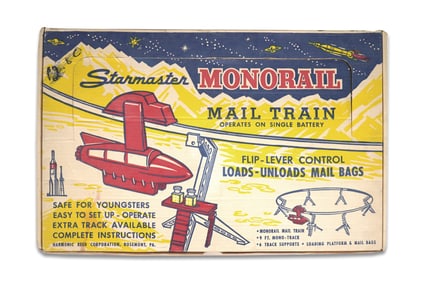 Starmaster MONORAIL
MAIL TRAIN
OPERATES ON SINGLE BATTERY
FLIP-LEVER CONTROL
LOADS-UNLOADS MAIL BAGS
SAFE FOR YOUNGSTERS
EASY TO SET UP - OPERATE
EXTRA TRACK AVAILABLE
COMPLETE INSTRUCTIONS
HARMONIC REED CORPORATION, ROSEMONT, PA.
•MONORAIL MAIL TRAIN
•9 FT. MONO-TRACK
•6 TRACK SUPPORTS •LOADING PLATFORM & MAIL BAGS